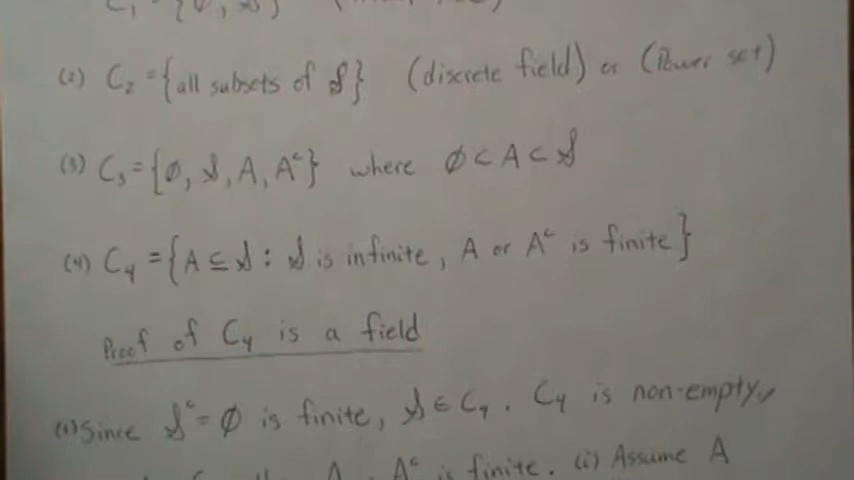 C₁ = {∅, 𝒮}
(2) C₂ = {all subsets of 𝒮} (discrete field) or (Power set)
(3) C₃ = {∅, 𝒮, A, Aᶜ} where ∅ ⊂ A ⊂ 𝒮
(4) C₄ = {A ⊆ 𝒮 : 𝒮 is infinite, A or Aᶜ is finite}
Proof of C₄ is a field
(1) Since 𝒮ᶜ = ∅ is finite, 𝒮 ∈ C₄. C₄ is non-empty ✓
A Aᶜ is finite. (i) Assume A